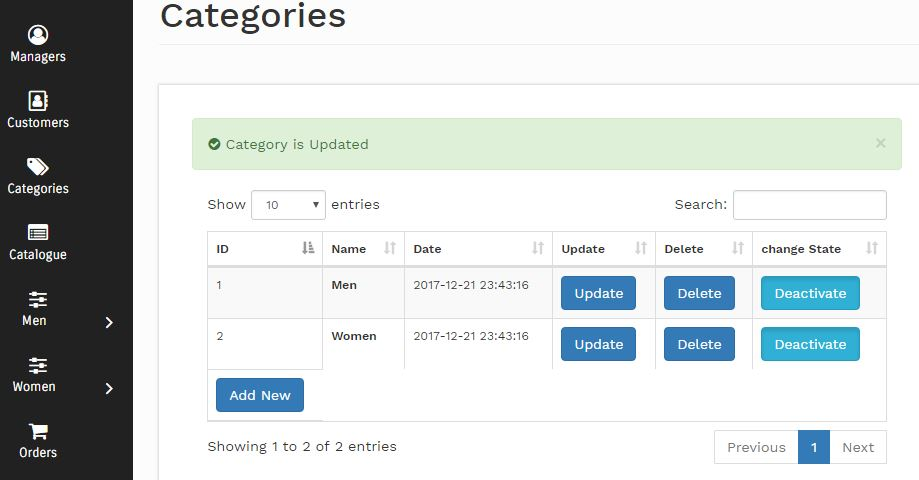 Categories
Managers
Customers
Categories
Catalogue
Men
Women
Orders
Category is Updated ×
Show 10 entries Search:
ID Name Date Update Delete change State
1 Men 2017-12-21 23:43:16 Update Delete Deactivate
2 Women 2017-12-21 23:43:16 Update Delete Deactivate
Add New
Showing 1 to 2 of 2 entries Previous 1 Next